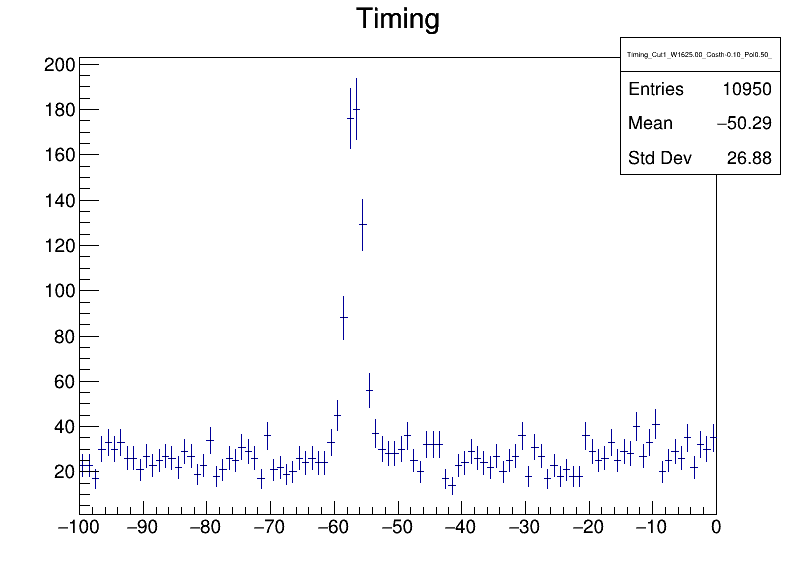 Timing
Timing_Cut1_W1625.00_Costh-0.10_Pol0.50_
Entries 10950
Mean −50.29
Std Dev 26.88
200
180
160
140
120
100
80
60
40
20
−100 −90 −80 −70 −60 −50 −40 −30 −20 −10 0